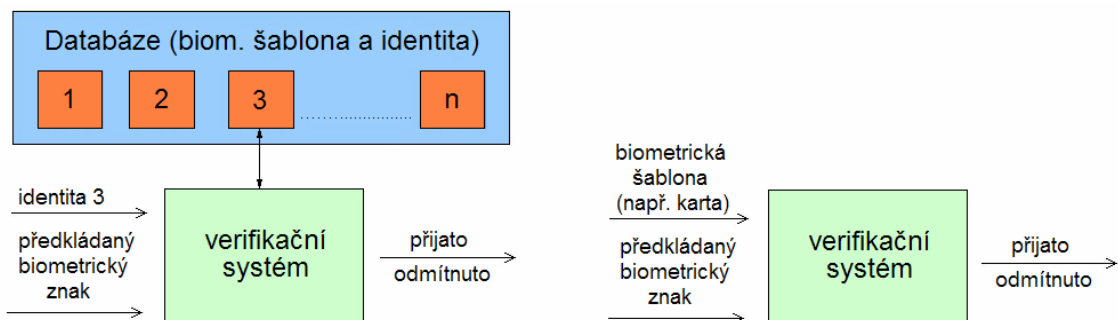 Databáze (biom. šablona a identita)
1 2 3 n
identita 3
předkládaný
biometrický
znak
verifikační
systém
přijato
odmítnuto
biometrická
šablona
(např. karta)
předkládaný
biometrický
znak
verifikační
systém
přijato
odmítnuto